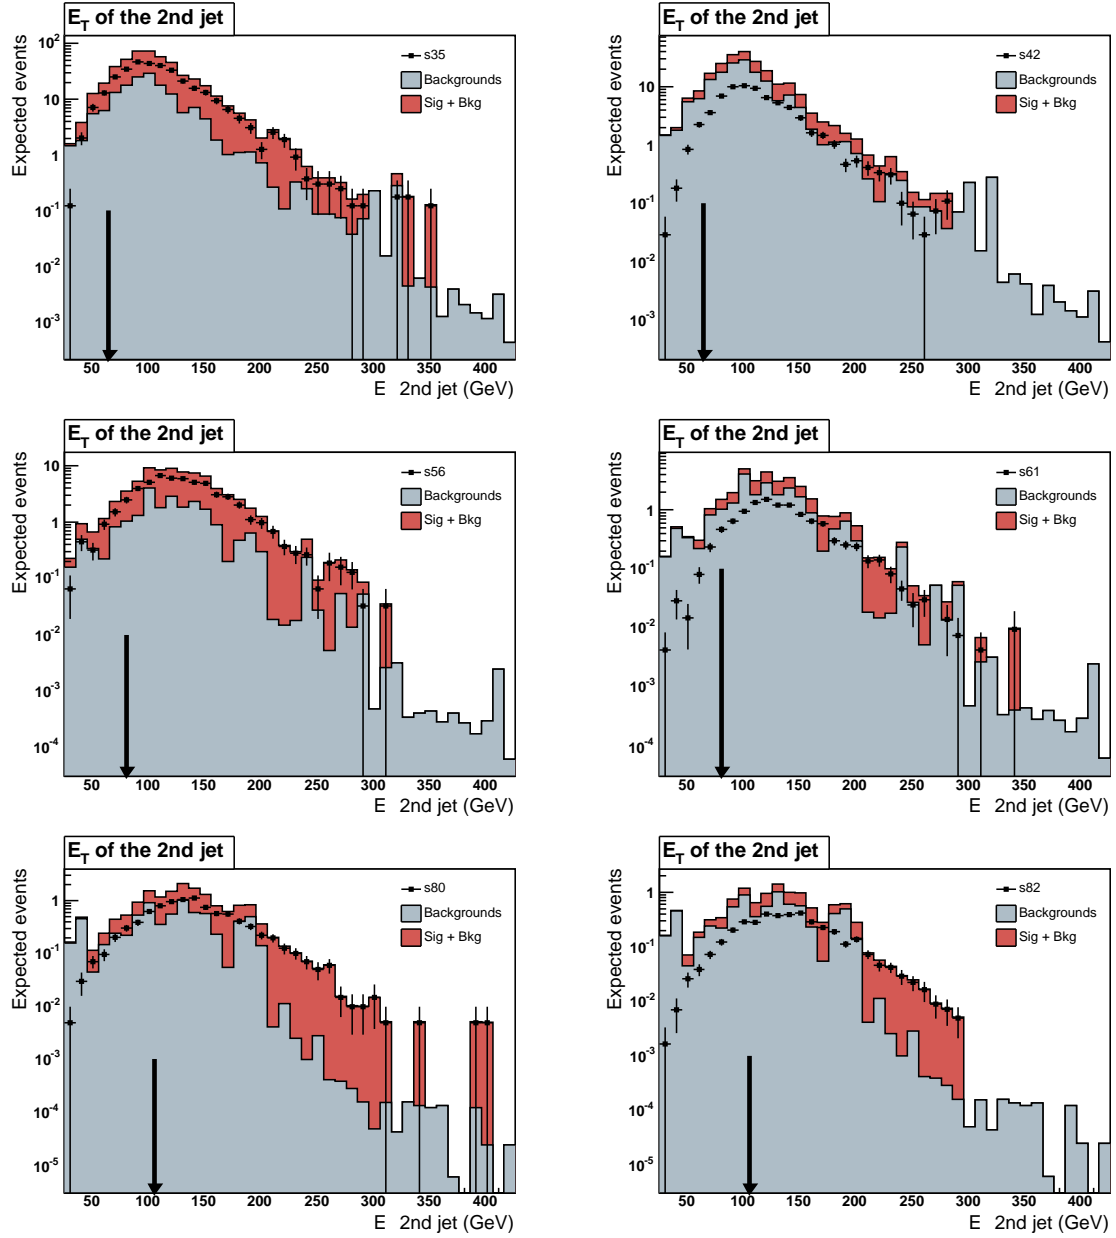 E_T of the 2nd jet
Expected events
10^2
10
1
10^-1
10^-2
10^-3
s35
Backgrounds
Sig + Bkg
50 100 150 200 250 300 350 400
E 2nd jet (GeV)
E_T of the 2nd jet
Expected events
10
1
10^-1
10^-2
10^-3
s42
Backgrounds
Sig + Bkg
50 100 150 200 250 300 350 400
E 2nd jet (GeV)
E_T of the 2nd jet
Expected events
10
1
10^-1
10^-2
10^-3
10^-4
s56
Backgrounds
Sig + Bkg
50 100 150 200 250 300 350 400
E 2nd jet (GeV)
E_T of the 2nd jet
Expected events
1
10^-1
10^-2
10^-3
10^-4
s61
Backgrounds
Sig + Bkg
50 100 150 200 250 300 350 400
E 2nd jet (GeV)
E_T of the 2nd jet
Expected events
1
10^-1
10^-2
10^-3
10^-4
10^-5
s80
Backgrounds
Sig + Bkg
50 100 150 200 250 300 350 400
E 2nd jet (GeV)
E_T of the 2nd jet
Expected events
1
10^-1
10^-2
10^-3
10^-4
10^-5
s82
Backgrounds
Sig + Bkg
50 100 150 200 250 300 350 400
E 2nd jet (GeV)